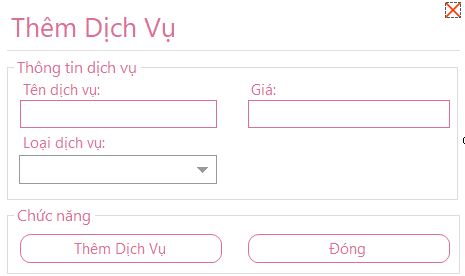 Thêm Dịch Vụ
Thông tin dịch vụ
Tên dịch vụ:
Giá:
Loại dịch vụ:
Chức năng
Thêm Dịch Vụ
Đóng